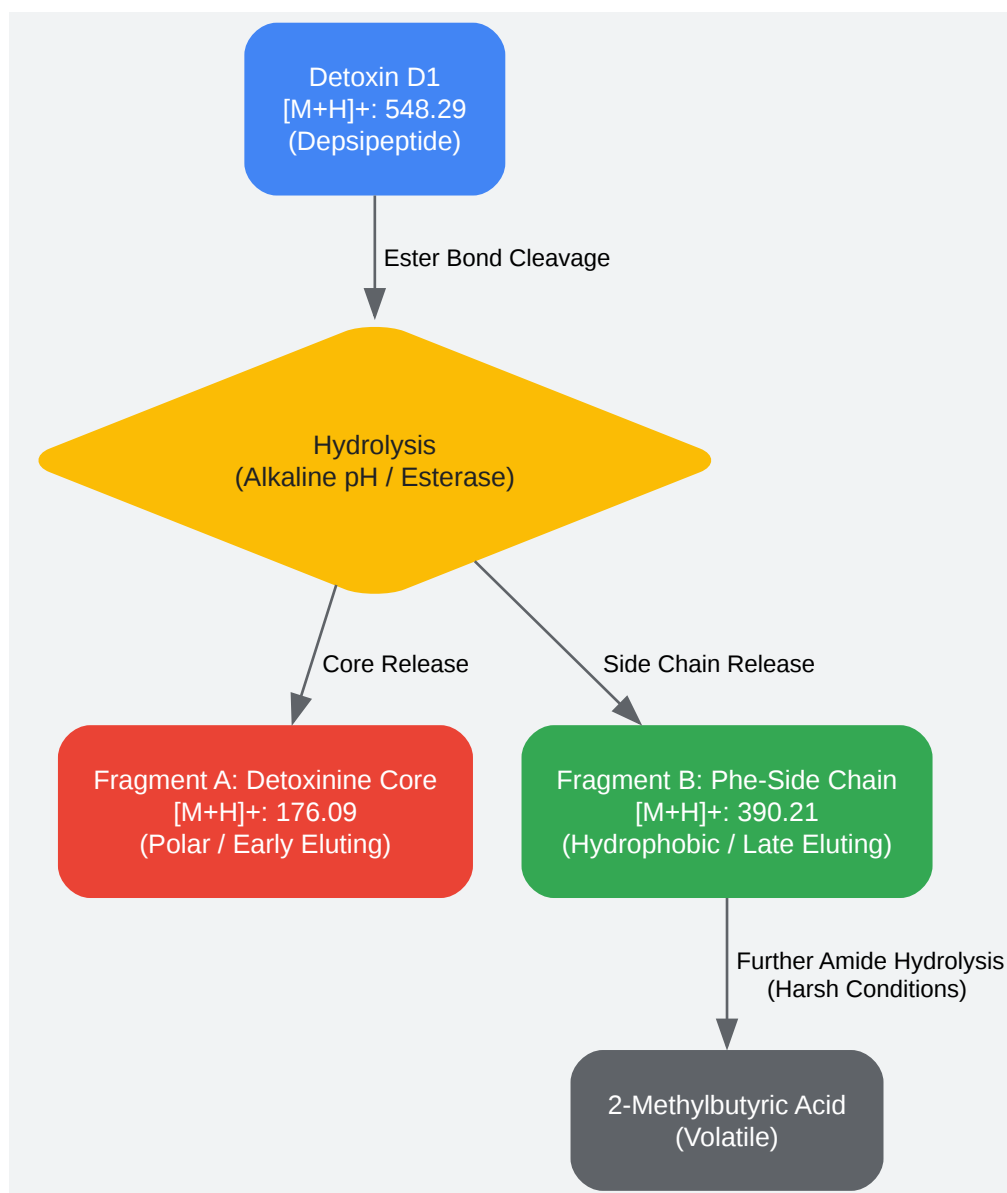 Detoxin D1
[M+H]+: 548.29
(Depsipeptide)
Ester Bond Cleavage
Hydrolysis
(Alkaline pH / Esterase)
Core Release
Side Chain Release
Fragment A: Detoxinine Core
[M+H]+: 176.09
(Polar / Early Eluting)
Fragment B: Phe-Side Chain
[M+H]+: 390.21
(Hydrophobic / Late Eluting)
Further Amide Hydrolysis
(Harsh Conditions)
2-Methylbutyric Acid
(Volatile)